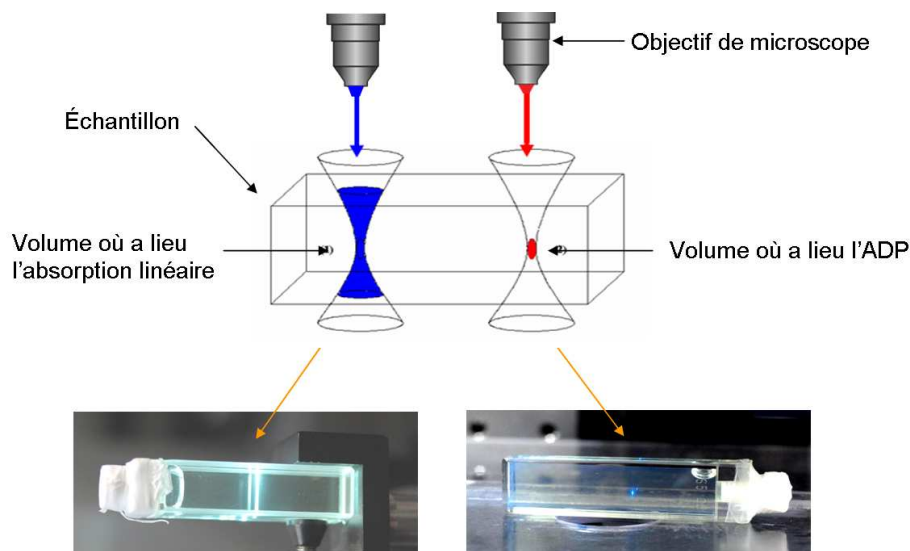 Objectif de microscope
Échantillon
Volume où a lieu
l'absorption linéaire
Volume où a lieu l'ADP